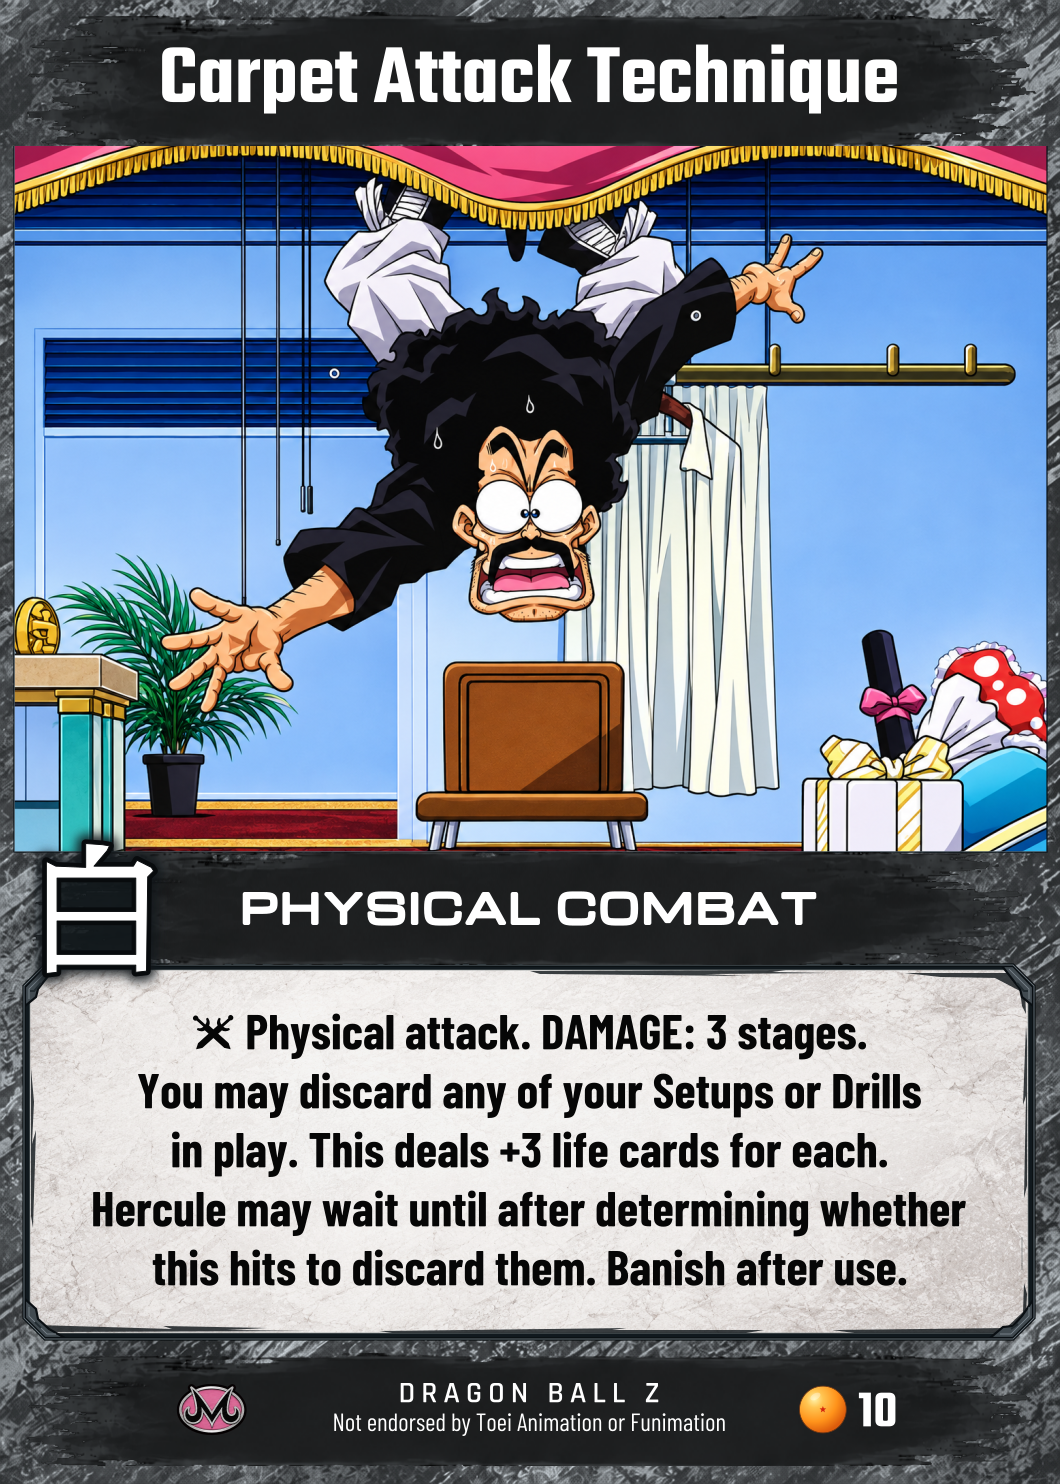 Carpet Attack Technique
白
PHYSICAL COMBAT
Physical attack. DAMAGE: 3 stages.
You may discard any of your Setups or Drills
in play. This deals +3 life cards for each.
Hercule may wait until after determining whether
this hits to discard them. Banish after use.
M
DRAGON BALL Z
Not endorsed by Toei Animation or Funimation
10